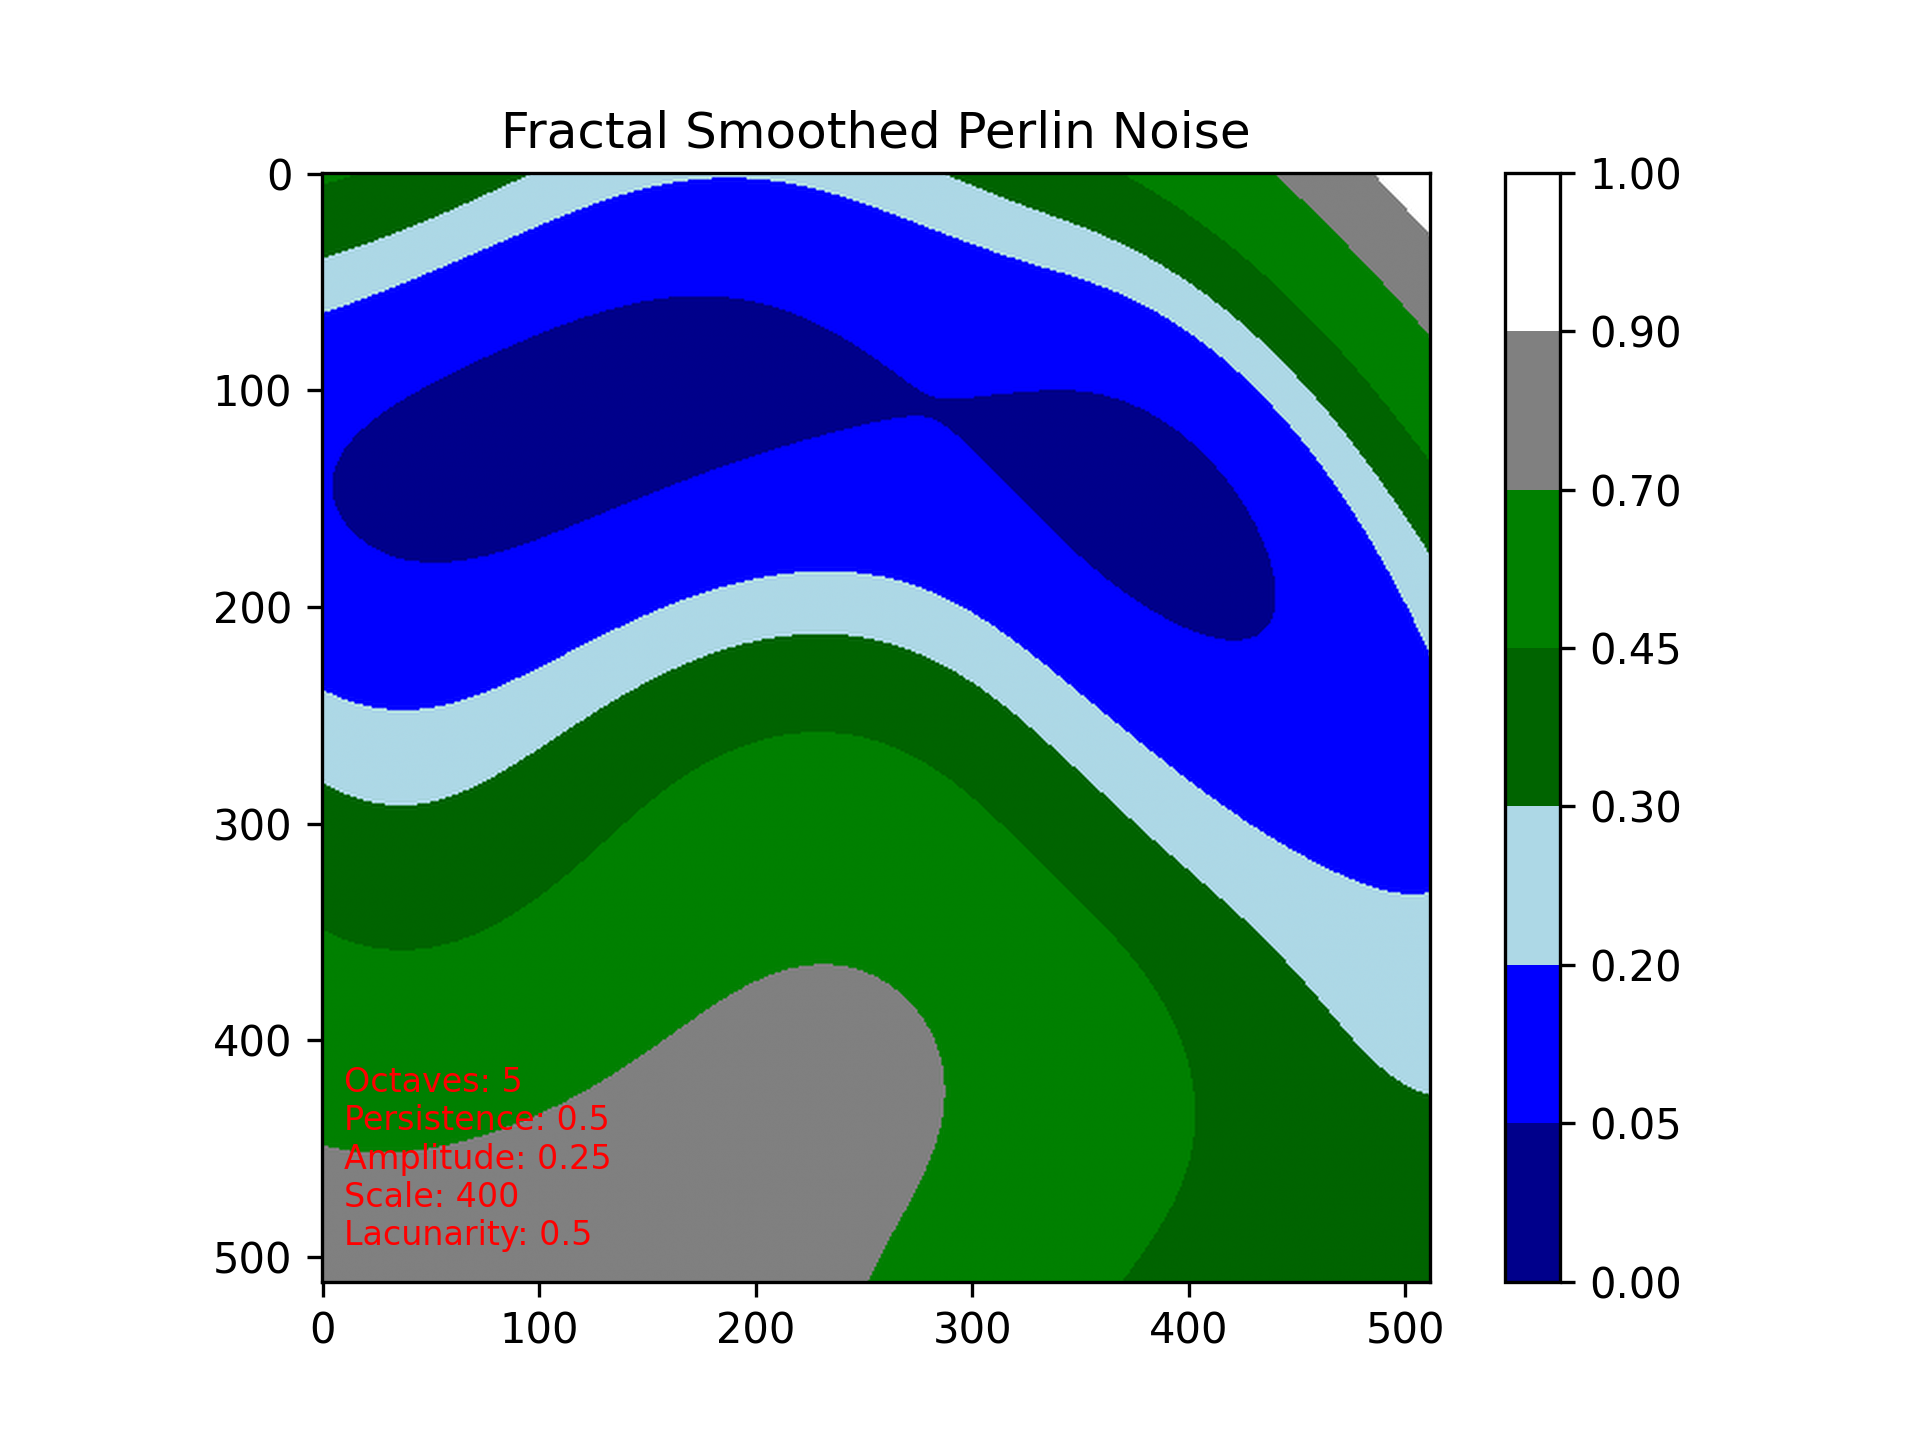 Fractal Smoothed Perlin Noise
0
100
200
300
400
500
Octaves: 5
Persistence: 0.5
Amplitude: 0.25
Scale: 400
Lacunarity: 0.5
0 100 200 300 400 500
1.00
0.90
0.70
0.45
0.30
0.20
0.05
0.00